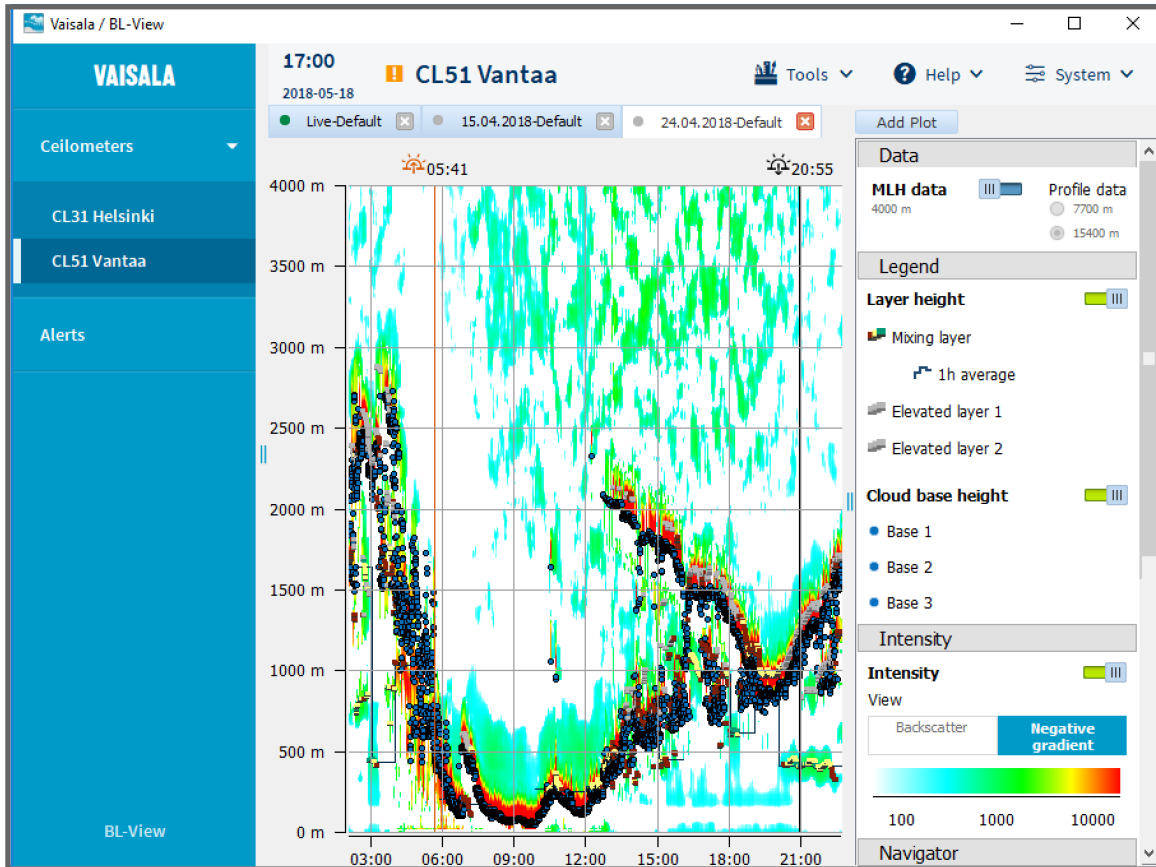 Vaisala / BL-View
VAISALA
Ceilometers
CL31 Helsinki
CL51 Vantaa
Alerts
BL-View
17:00
2018-05-18
CL51 Vantaa
Tools
Help
System
Live-Default
15.04.2018-Default
24.04.2018-Default
Add Plot
05:41
20:55
4000 m
3500 m
3000 m
2500 m
2000 m
1500 m
1000 m
500 m
0 m
03:00 06:00 09:00 12:00 15:00 18:00 21:00
Data
MLH data
4000 m
Profile data
7700 m
15400 m
Legend
Layer height
Mixing layer
1h average
Elevated layer 1
Elevated layer 2
Cloud base height
Base 1
Base 2
Base 3
Intensity
Intensity
View
Backscatter
Negative
gradient
100 1000 10000
Navigator